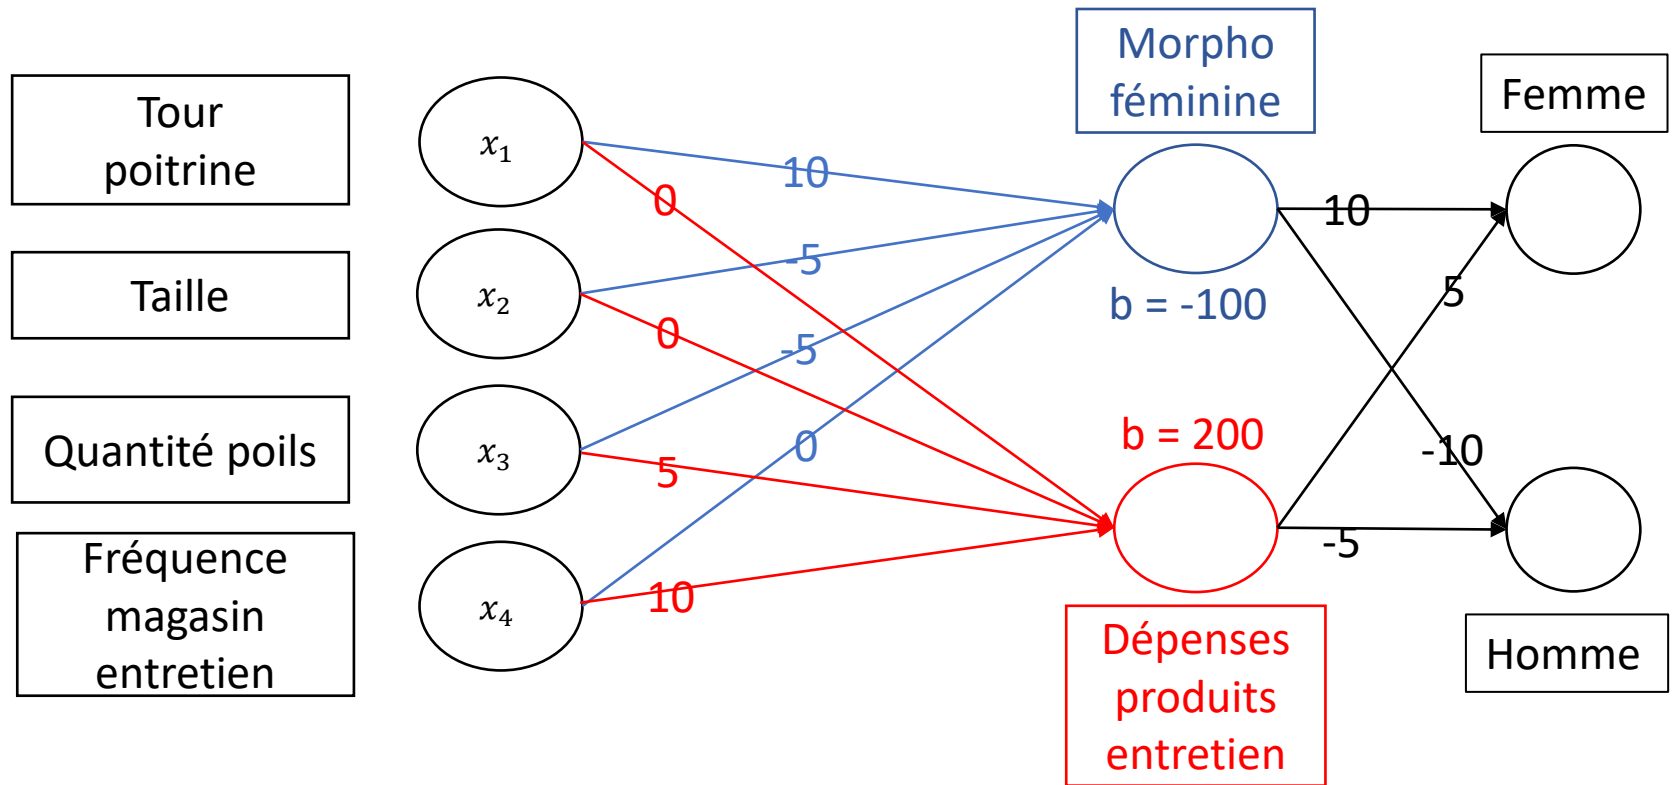 Tour
poitrine
Taille
Quantité poils
Fréquence
magasin
entretien
x₁
x₂
x₃
x₄
10
0
-5
0
-5
0
5
10
Morpho
féminine
b = -100
b = 200
Dépenses
produits
entretien
10
5
-10
-5
Femme
Homme